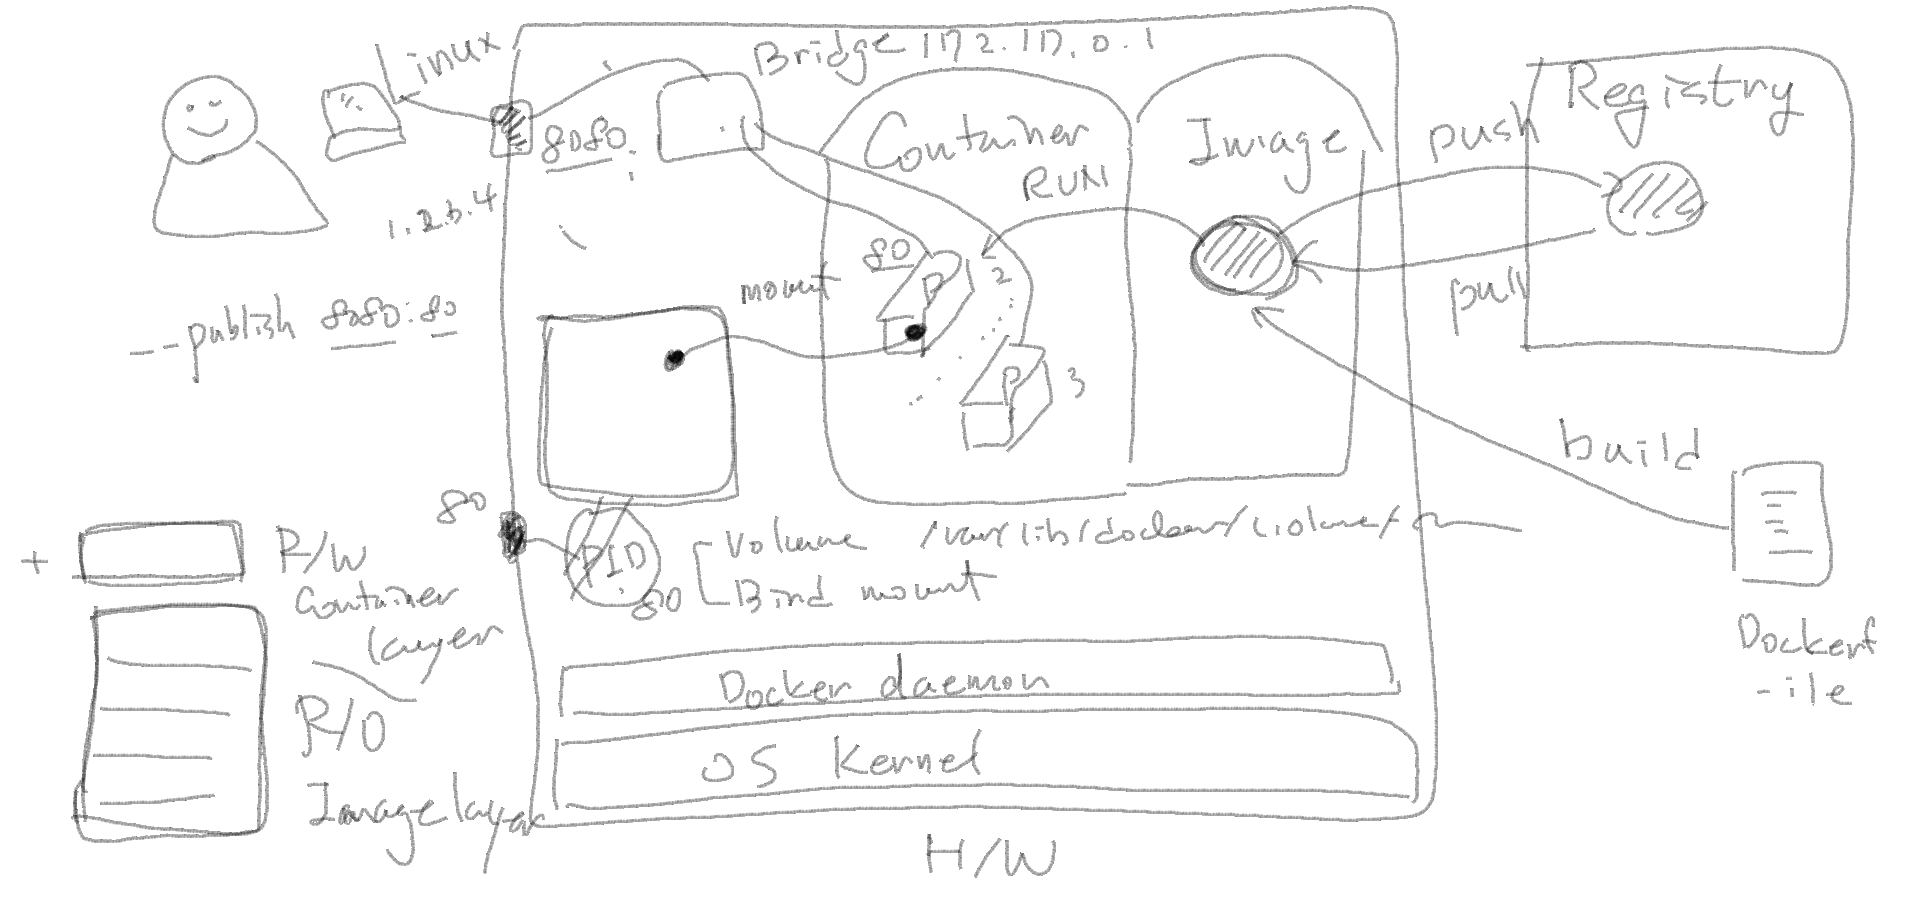 Linux
Bridge 172.17.0.1
Registry
8080
Container
Image
push
RUN
1.2.3.4
80
P
2
mount
pull
--publish 8080:80
P
3
build
80
PID
80
Volume /var/lib/docker/volume/
Bind mount
+
R/W
Container
layer
R/O
Image layer
Dockerf
-ile
Docker daemon
OS Kernel
H/W